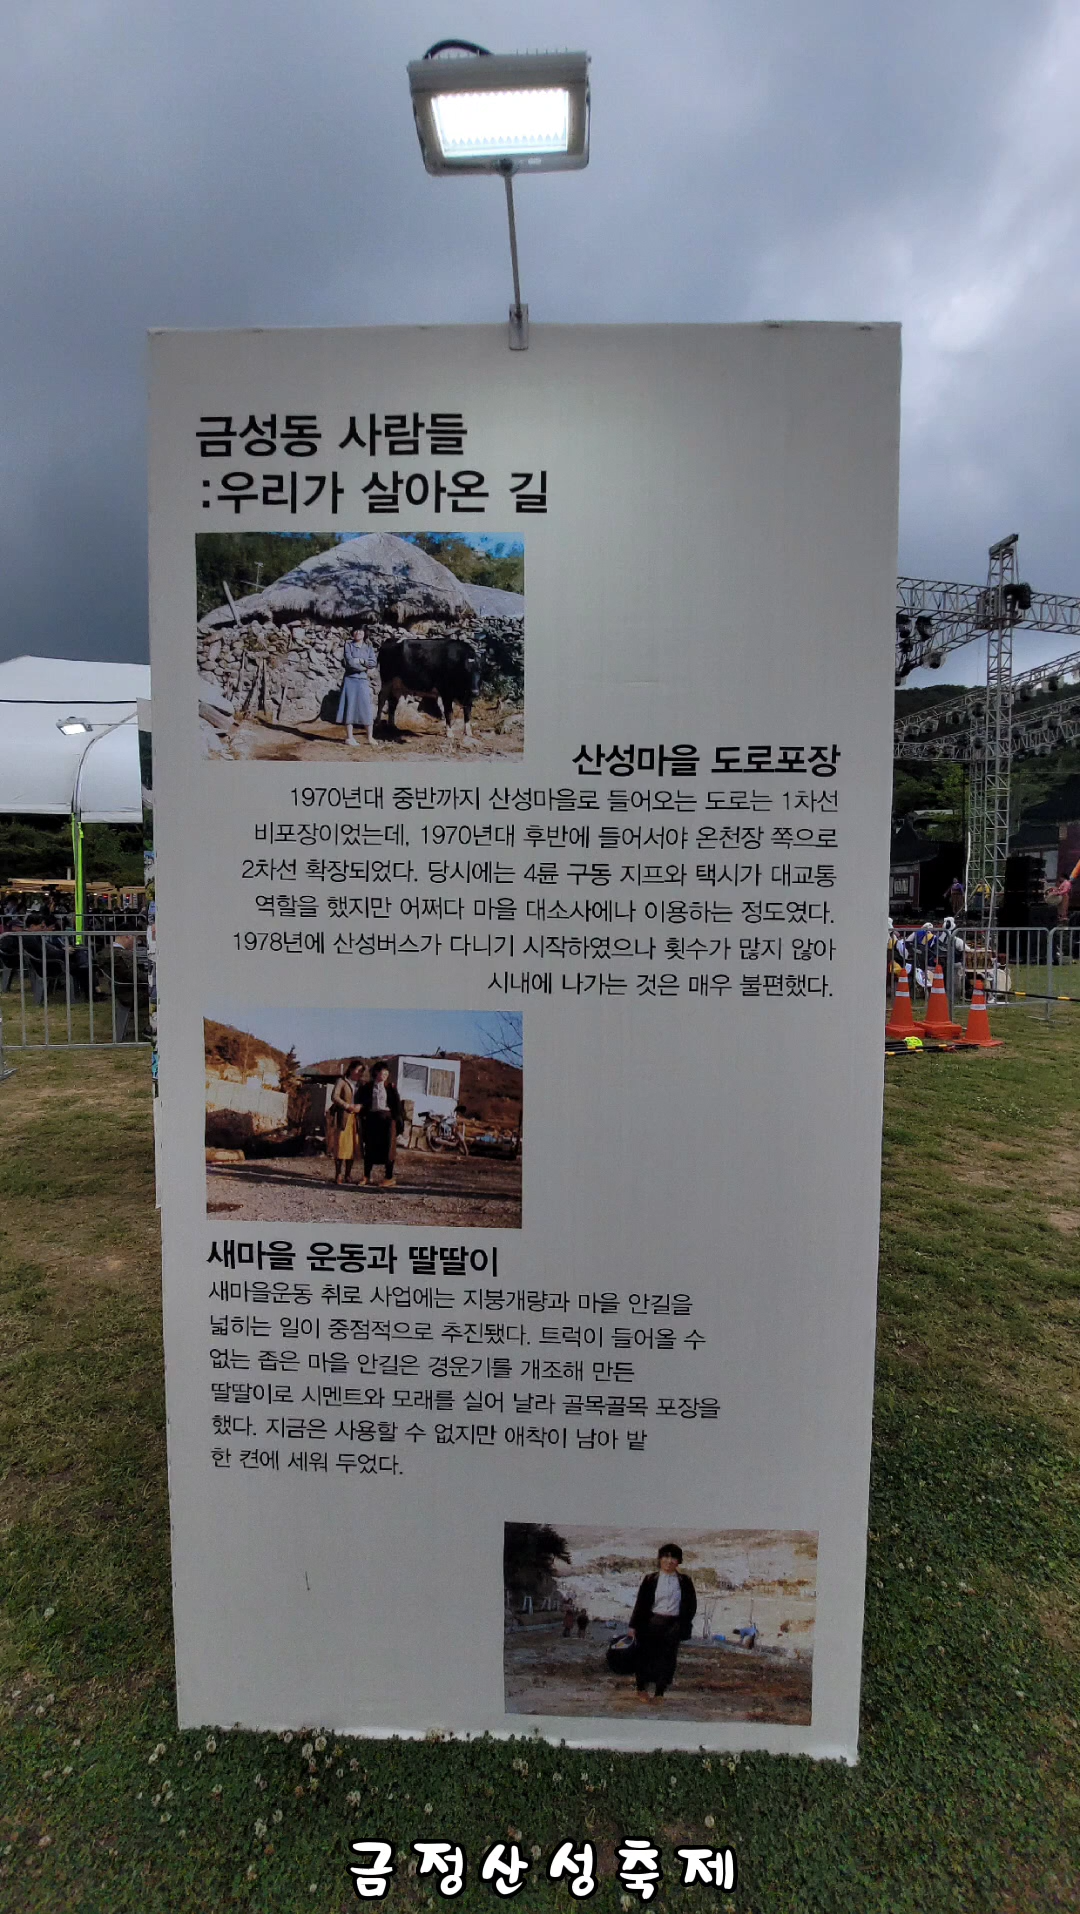 금성동 사람들
:우리가 살아온 길
산성마을 도로포장
1970년대 중반까지 산성마을로 들어오는 도로는 1차선
비포장이었는데, 1970년대 후반에 들어서야 온천장 쪽으로
2차선 확장되었다. 당시에는 4륜 구동 지프와 택시가 대교통
역할을 했지만 어쩌다 마을 대소사에나 이용하는 정도였다.
1978년에 산성버스가 다니기 시작하였으나 횟수가 많지 않아
시내에 나가는 것은 매우 불편했다.
새마을 운동과 딸딸이
새마을운동 취로 사업에는 지붕개량과 마을 안길을
넓히는 일이 중점적으로 추진됐다. 트럭이 들어올 수
없는 좁은 마을 안길은 경운기를 개조해 만든
딸딸이로 시멘트와 모래를 실어 날라 골목골목 포장을
했다. 지금은 사용할 수 없지만 애착이 남아 밭
한 켠에 세워 두었다.
금정산성축제